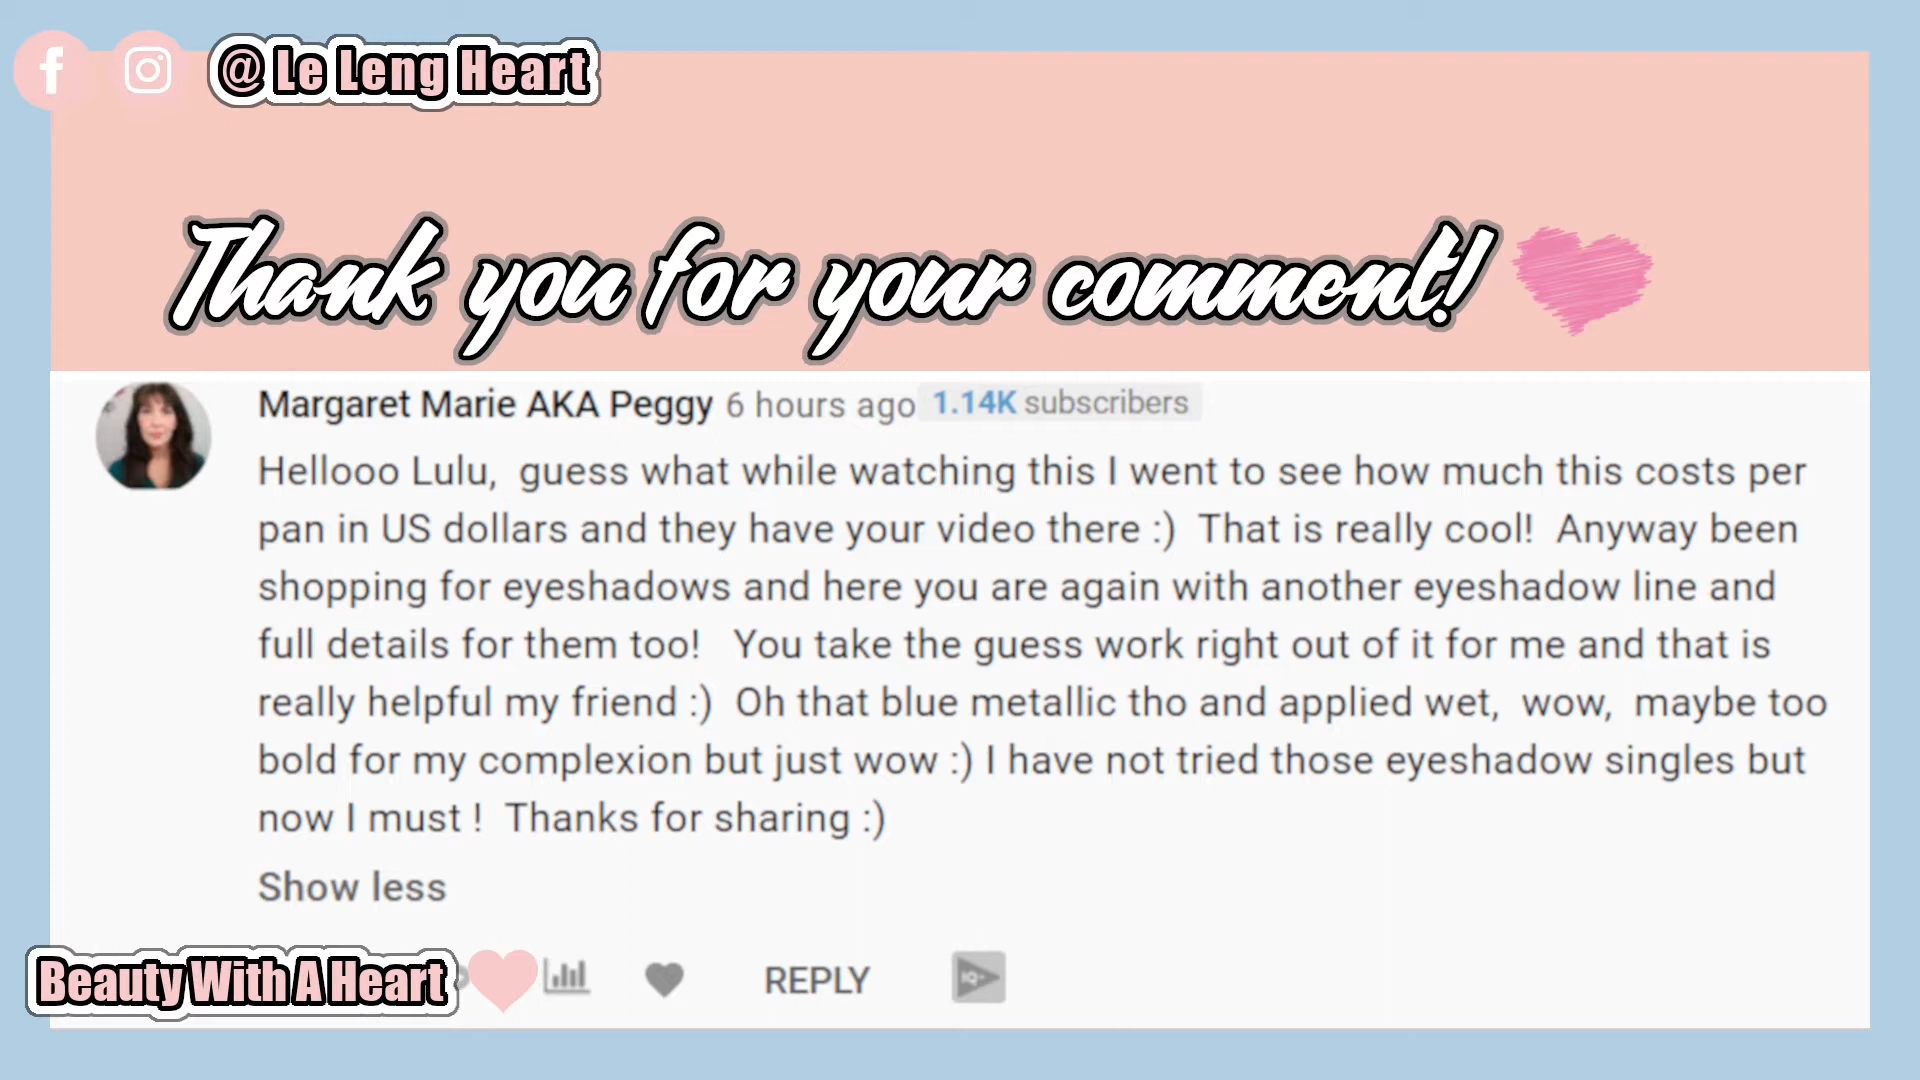 @ Le Leng Heart
Thank you for your comment!
Margaret Marie AKA Peggy 6 hours ago 1.14K subscribers
Hellooo Lulu, guess what while watching this I went to see how much this costs per
pan in US dollars and they have your video there :) That is really cool! Anyway been
shopping for eyeshadows and here you are again with another eyeshadow line and
full details for them too! You take the guess work right out of it for me and that is
really helpful my friend :) Oh that blue metallic tho and applied wet, wow, maybe too
bold for my complexion but just wow :) I have not tried those eyeshadow singles but
now I must ! Thanks for sharing :)
Show less
Beauty With A Heart
REPLY